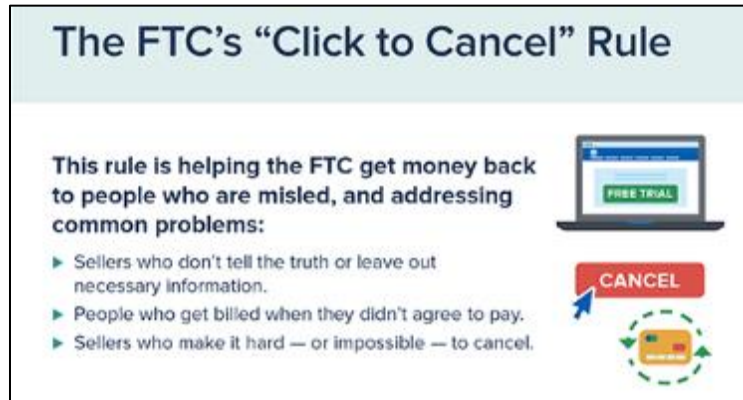 The FTC's “Click to Cancel” Rule
This rule is helping the FTC get money back
to people who are misled, and addressing
common problems:
▶ Sellers who don't tell the truth or leave out
necessary information.
▶ People who get billed when they didn't agree to pay.
▶ Sellers who make it hard — or impossible — to cancel.
FREE TRIAL
CANCEL